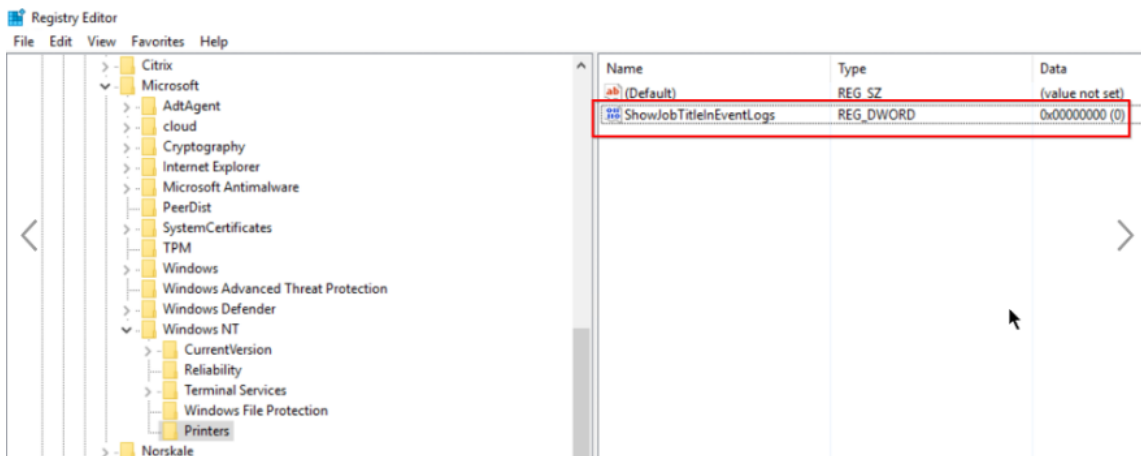 Registry Editor
File Edit View Favorites Help
Citrix
Microsoft
AdtAgent
cloud
Cryptography
Internet Explorer
Microsoft Antimalware
PeerDist
SystemCertificates
TPM
Windows
Windows Advanced Threat Protection
Windows Defender
Windows NT
CurrentVersion
Reliability
Terminal Services
Windows File Protection
Printers
Norskale
Name Type Data
(Default) REG_SZ (value not set)
ShowJobTitleInEventLogs REG_DWORD 0x00000000 (0)